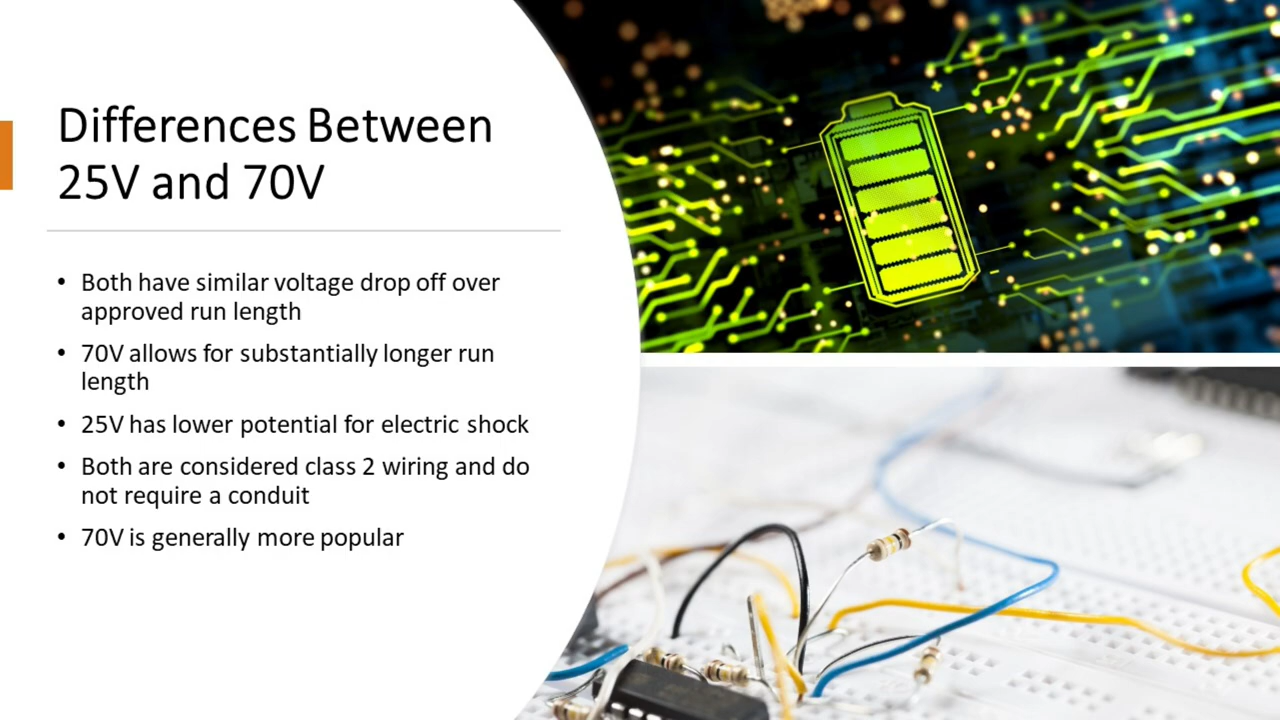 Differences Between
25V and 70V
• Both have similar voltage drop off over
approved run length
• 70V allows for substantially longer run
length
• 25V has lower potential for electric shock
• Both are considered class 2 wiring and do
not require a conduit
• 70V is generally more popular